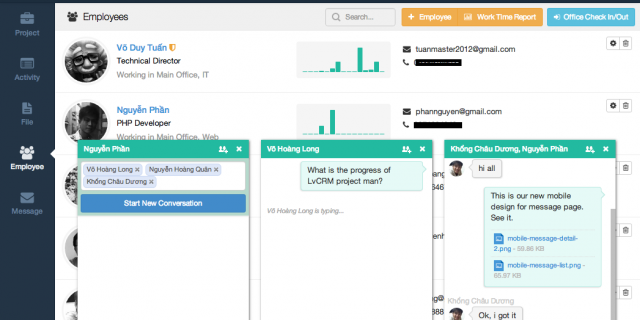 Employees
Search...
+ Employee
Work Time Report
Office Check In/Out
Project
Activity
File
Employee
Message
Võ Duy Tuấn
Technical Director
Working in Main Office, IT
tuanmaster2012@gmail.com
Nguyễn Phần
PHP Developer
Working in Main Office, Web
phannguyen@gmail.com
Nguyễn Phần
Võ Hoàng Long ×
Nguyễn Hoàng Quân ×
Khổng Châu Dương ×
Start New Conversation
Võ Hoàng Long
What is the progress of
LvCRM project man?
Võ Hoàng Long is typing...
Khổng Châu Dương, Nguyễn Phần
hi all
This is our new mobile
design for message page.
See it.
mobile-message-detail-
2.png - 59.86 KB
mobile-message-list.png -
65.97 KB
Khổng Châu Dương
Ok, i got it